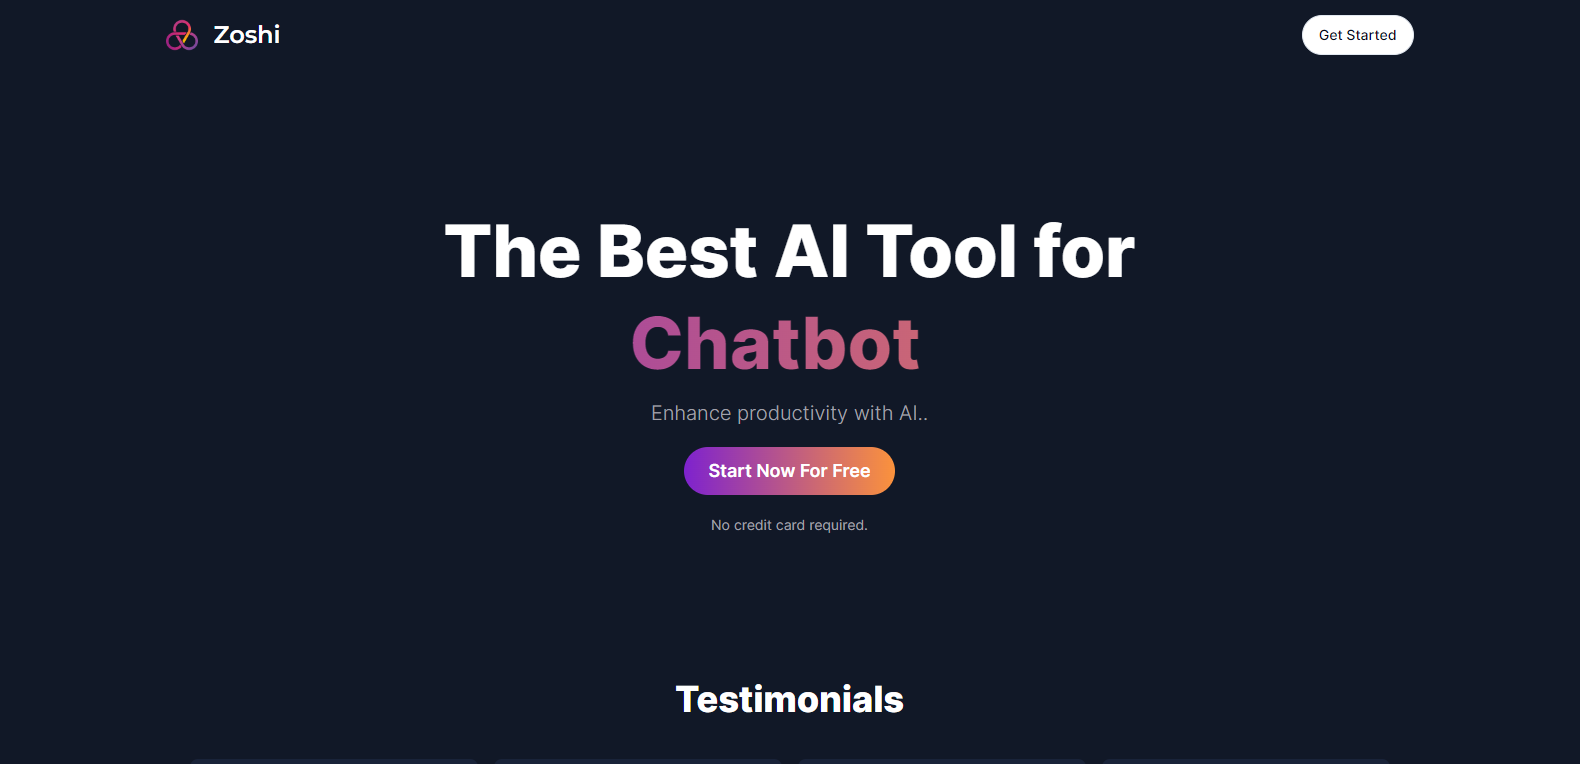 Zoshi
Get Started
The Best AI Tool for
Chatbot
Enhance productivity with AI..
Start Now For Free
No credit card required.
Testimonials